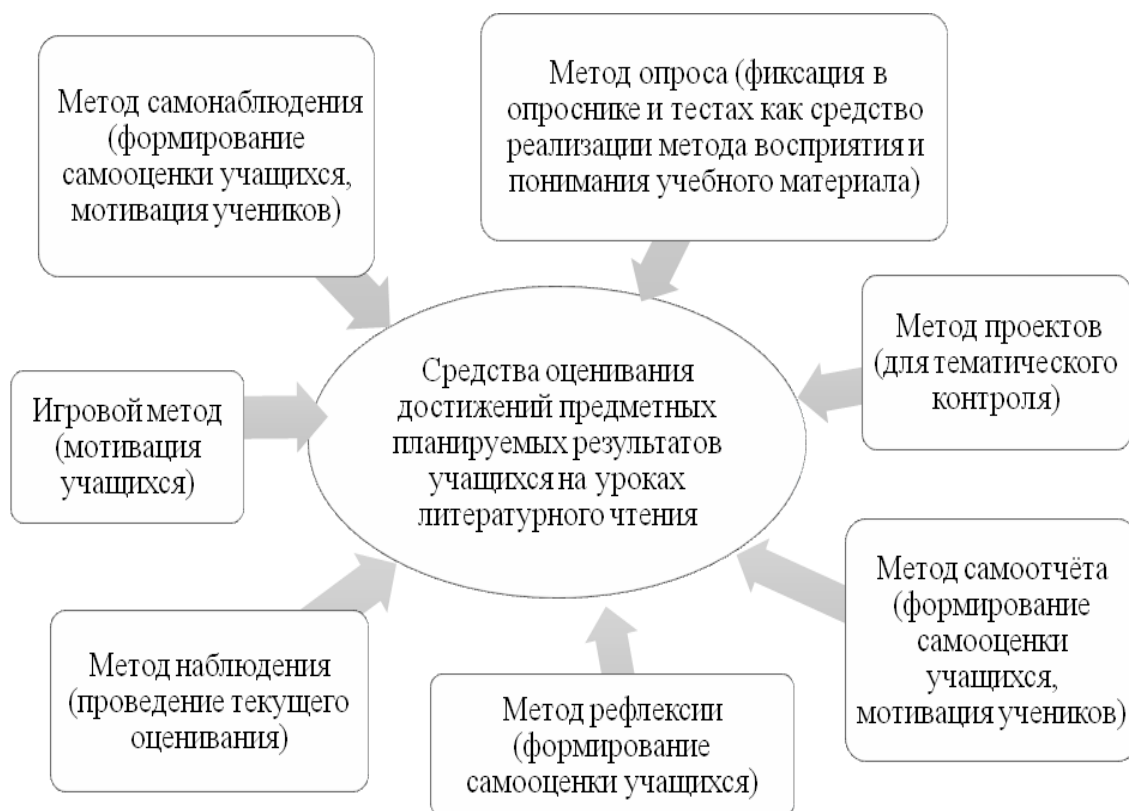 Метод самонаблюдения
(формирование
самооценки учащихся,
мотивация учеников)
Метод опроса (фиксация в
опроснике и тестах как средство
реализации метода восприятия и
понимания учебного материала)
Метод проектов
(для тематического
контроля)
Средства оценивания
достижений предметных
планируемых результатов
учащихся на уроках
литературного чтения
Игровой метод
(мотивация
учащихся)
Метод самоотчёта
(формирование
самооценки
учащихся,
мотивация учеников)
Метод наблюдения
(проведение текущего
оценивания)
Метод рефлексии
(формирование
самооценки учащихся)